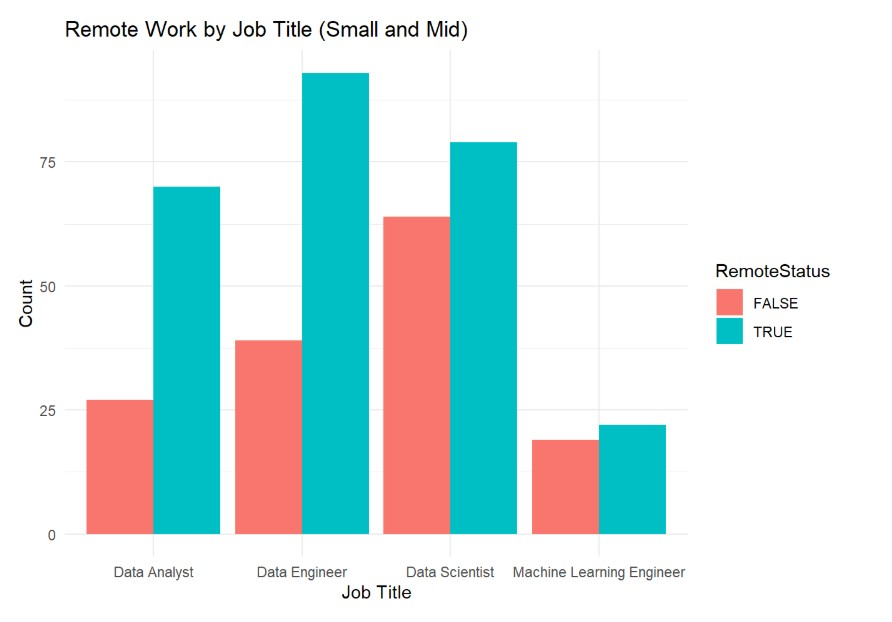 Remote Work by Job Title (Small and Mid)
Count
75
50
25
0
Data Analyst
Data Engineer
Data Scientist
Machine Learning Engineer
Job Title
RemoteStatus
FALSE
TRUE